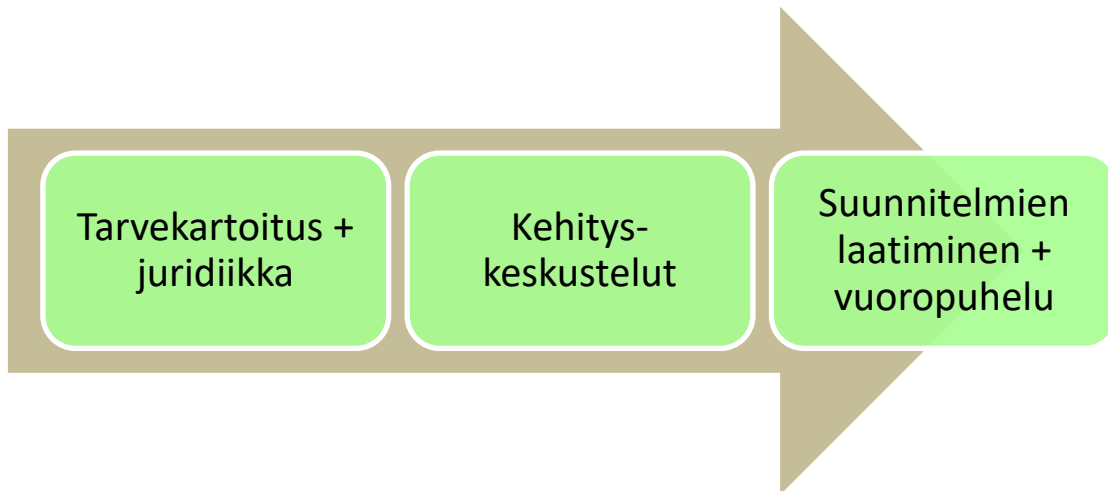 Tarvekartoitus +
juridiikka
Kehitys-
keskustelut
Suunnitelmien
laatiminen +
vuoropuhelu